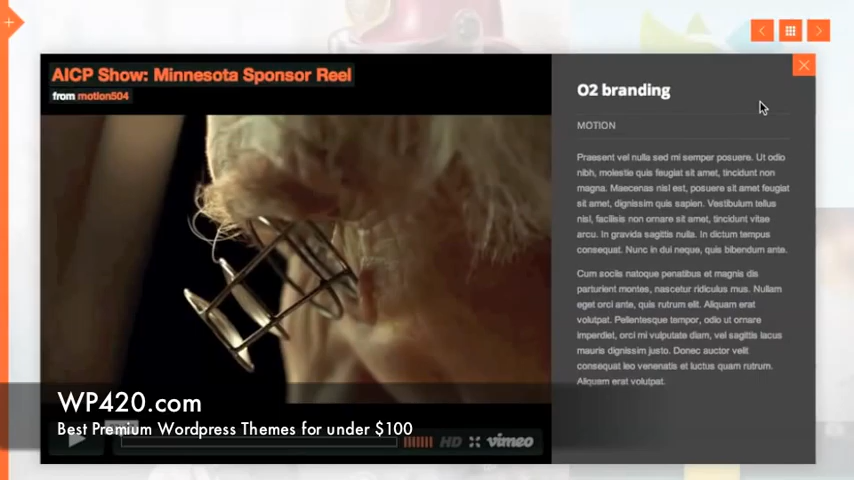 AICP Show: Minnesota Sponsor Reel
from motion504
O2 branding
MOTION
Praesent vel nulla sed mi semper posuere. Ut odio
nibh, molestie quis feugiat sit amet, tincidunt non
magna. Maecenas nisl est, posuere sit amet feugiat
sit amet, dignissim quis sapien. Vestibulum tellus
nisl, facilisis non ornare sit amet, tincidunt vitae
arcu. In gravida sagittis nulla. In dictum tempus
consequat. Nunc in dui neque, quis bibendum ante.
Cum sociis natoque penatibus et magnis dis
parturient montes, nascetur ridiculus mus. Nullam
eget orci ante, quis rutrum elit. Aliquam erat
volutpat. Pellentesque tempor, odio ut ornare
imperdiet, orci mi vulputate diam, vel sagittis lacus
mauris dignissim justo. Donec auctor velit
consequat leo venenatis et luctus quam rutrum.
Aliquam erat volutpat.
WP420.com
Best Premium Wordpress Themes for under $100
HD
vimeo